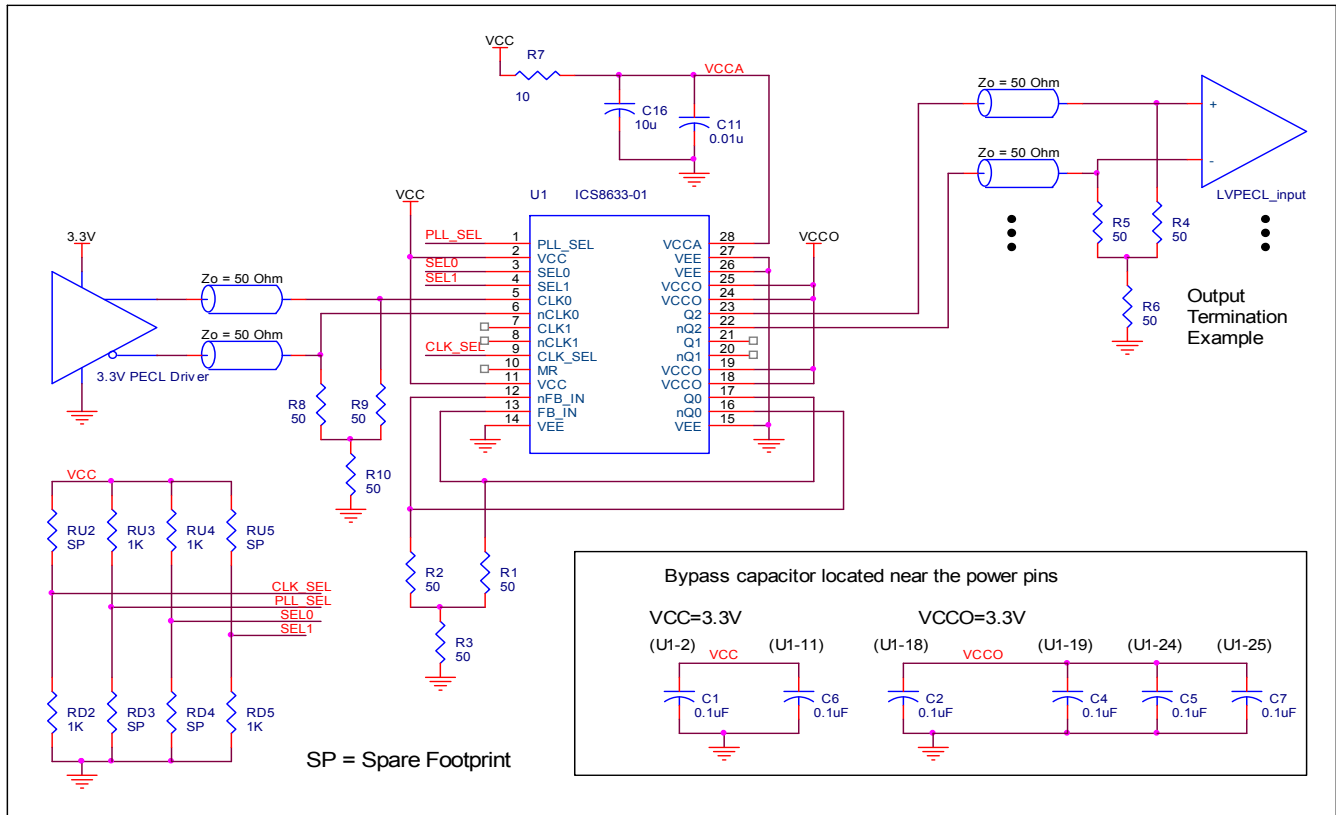 VCC
R7
10
VCCA
C16
10u
C11
0.01u
Zo = 50 Ohm
Zo = 50 Ohm
+
-
LVPECL_input
R5
50
R4
50
R6
50
Output
Termination
Example
3.3V
Zo = 50 Ohm
Zo = 50 Ohm
3.3V PECL Driver
R8
50
R9
50
R10
50
VCC
PLL_SEL
SEL0
SEL1
CLK_SEL
U1 ICS8633-01
1 PLL_SEL
2 VCC
3 SEL0
4 SEL1
5 CLK0
6 nCLK0
7 CLK1
8 nCLK1
9 CLK_SEL
10 MR
11 VCC
12 nFB_IN
13 FB_IN
14 VEE
VCCA 28
VEE 27
VEE 26
VCCO 25
VCCO 24
Q2 23
nQ2 22
Q1 21
nQ1 20
VCCO 19
VCCO 18
Q0 17
nQ0 16
VEE 15
VCCO
R2
50
R1
50
R3
50
VCC
RU2
SP
RU3
1K
RU4
1K
RU5
SP
CLK_SEL
PLL_SEL
SEL0
SEL1
RD2
1K
RD3
SP
RD4
SP
RD5
1K
SP = Spare Footprint
Bypass capacitor located near the power pins
VCC=3.3V
VCCO=3.3V
(U1-2)
(U1-11)
(U1-18)
(U1-19)
(U1-24)
(U1-25)
VCC
VCCO
C1
0.1uF
C6
0.1uF
C2
0.1uF
C4
0.1uF
C5
0.1uF
C7
0.1uF